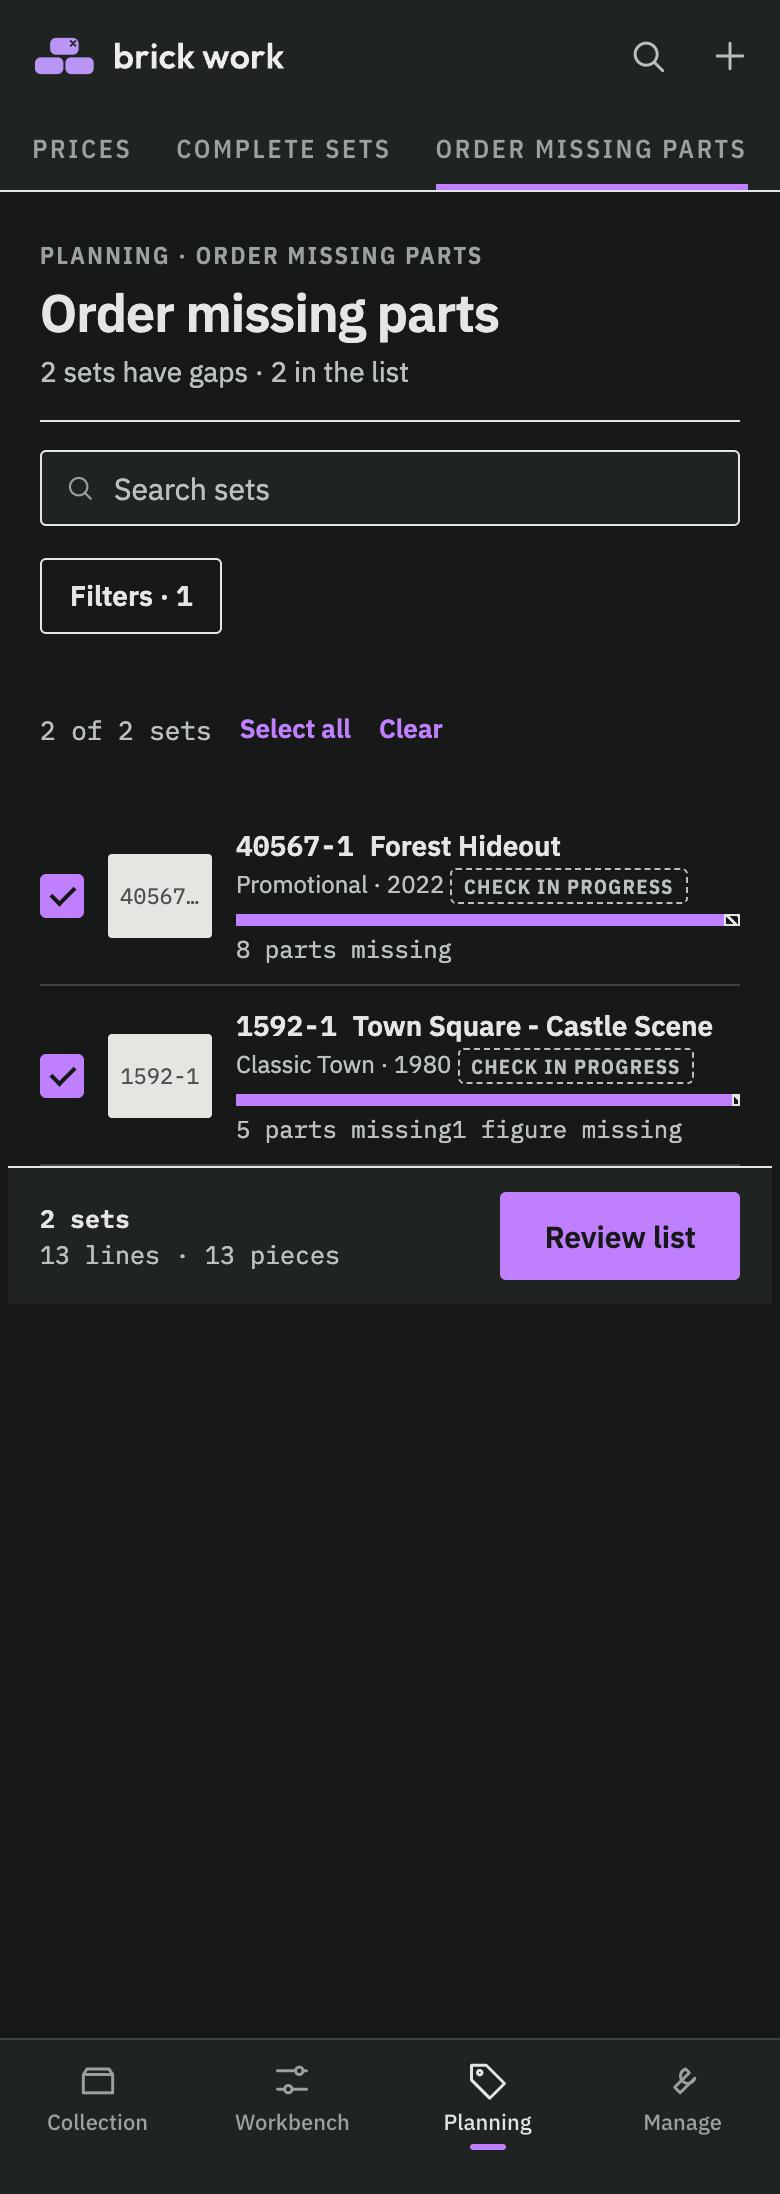 brick work
PRICES COMPLETE SETS ORDER MISSING PARTS
PLANNING · ORDER MISSING PARTS
Order missing parts
2 sets have gaps · 2 in the list
Search sets
Filters · 1
2 of 2 sets Select all Clear
40567…
40567-1 Forest Hideout
Promotional · 2022 CHECK IN PROGRESS
8 parts missing
1592-1
1592-1 Town Square - Castle Scene
Classic Town · 1980 CHECK IN PROGRESS
5 parts missing1 figure missing
2 sets
13 lines · 13 pieces
Review list
Collection Workbench Planning Manage